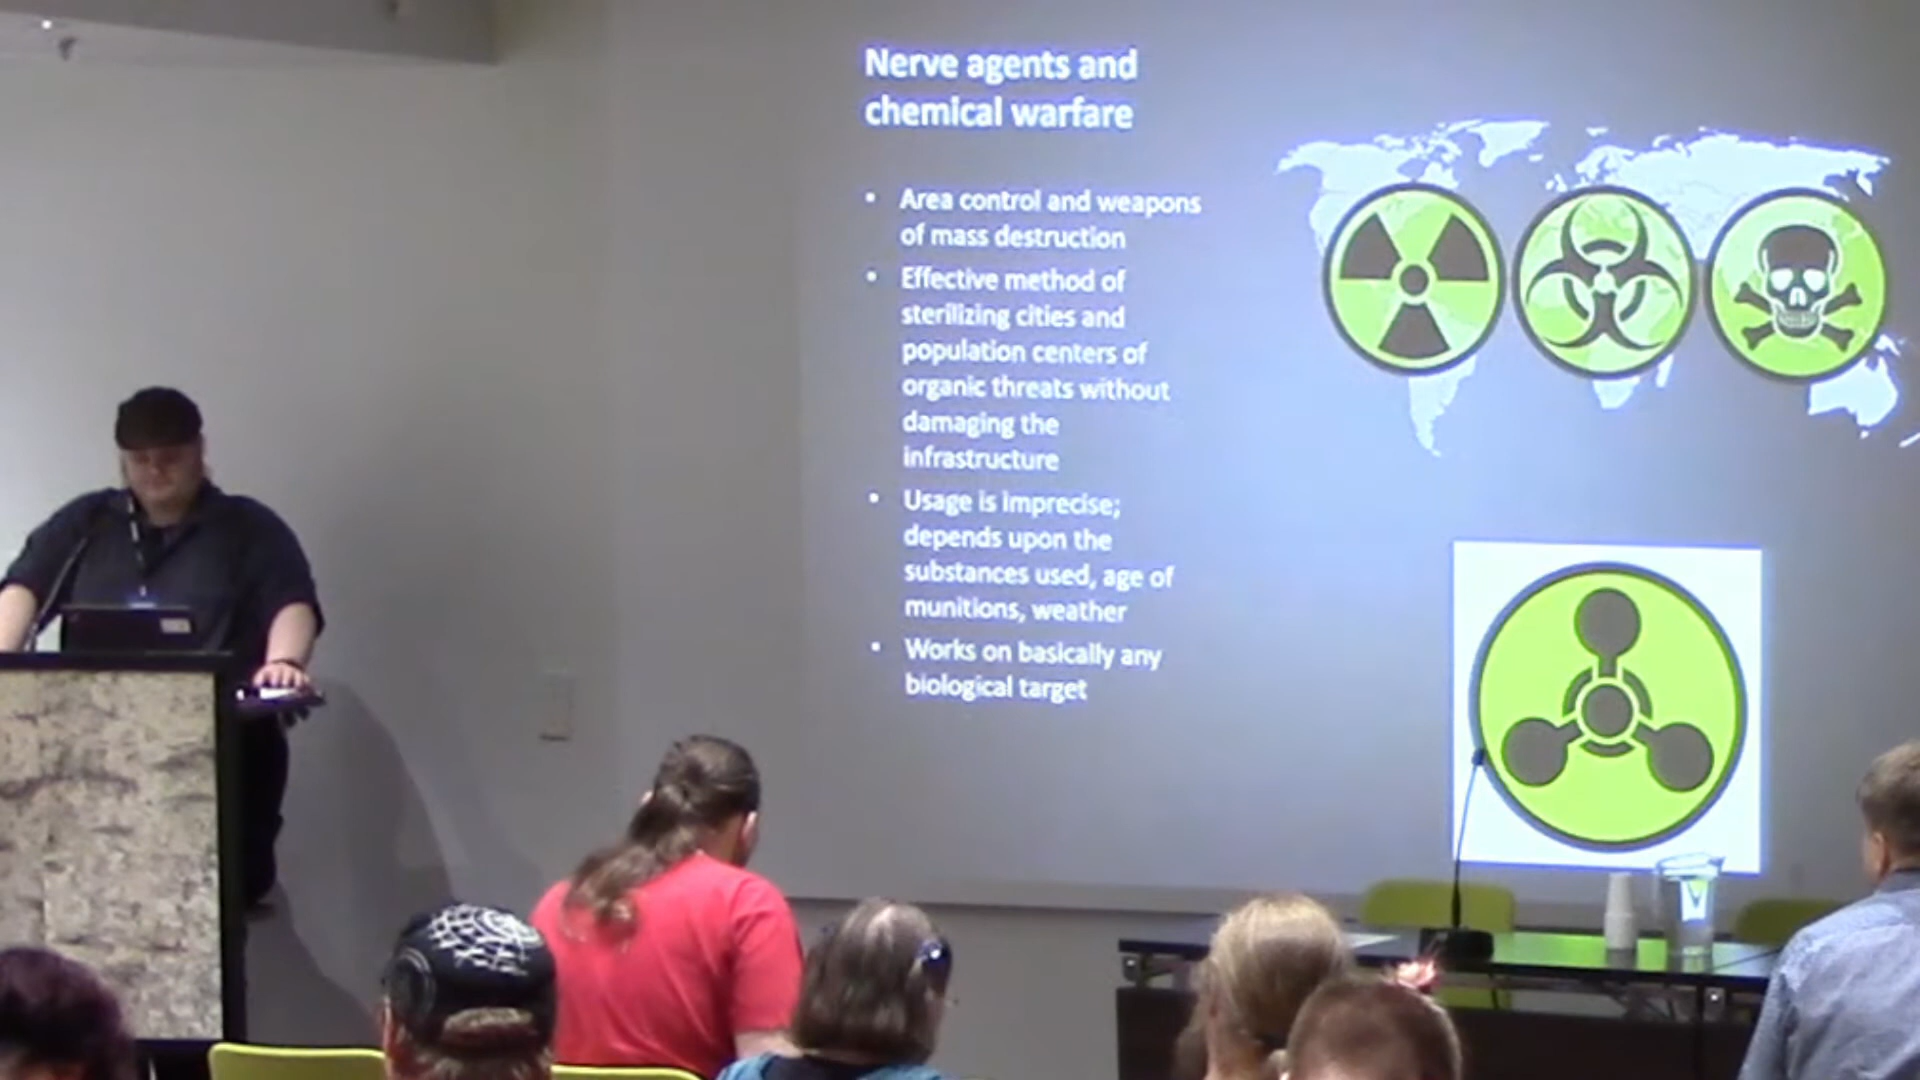 Nerve agents and
chemical warfare
• Area control and weapons
of mass destruction
• Effective method of
sterilizing cities and
population centers of
organic threats without
damaging the
infrastructure
• Usage is imprecise;
depends upon the
substances used, age of
munitions, weather
• Works on basically any
biological target